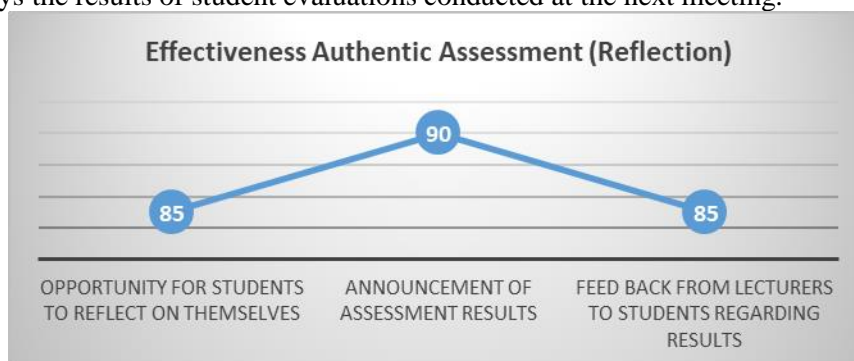 the results of student evaluations conducted at the next meeting.
Effectiveness Authentic Assessment (Reflection)
90
85
85
OPPORTUNITY FOR STUDENTS
TO REFLECT ON THEMSELVES
ANNOUNCEMENT OF
ASSESSMENT RESULTS
FEED BACK FROM LECTURERS
TO STUDENTS REGARDING
RESULTS